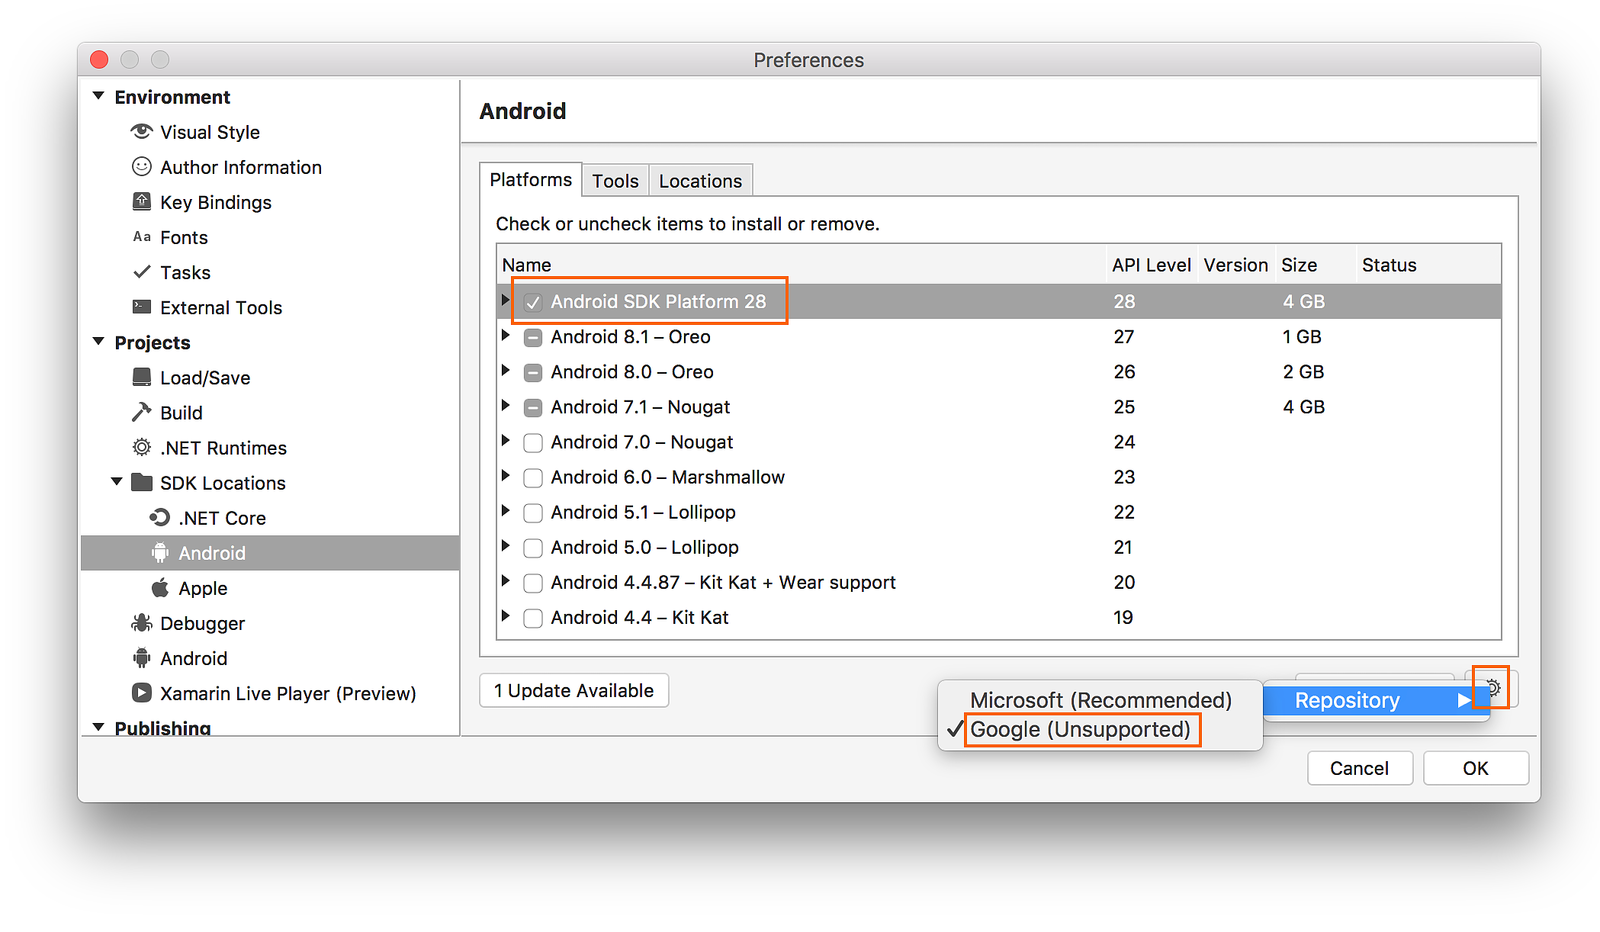 Preferences
Environment
Visual Style
Author Information
Key Bindings
Aa Fonts
Tasks
External Tools
Projects
Load/Save
Build
.NET Runtimes
SDK Locations
.NET Core
Android
Apple
Debugger
Android
Xamarin Live Player (Preview)
Publishing
Android
Platforms Tools Locations
Check or uncheck items to install or remove.
Name API Level Version Size Status
Android SDK Platform 28 28 4 GB
Android 8.1 – Oreo 27 1 GB
Android 8.0 – Oreo 26 2 GB
Android 7.1 – Nougat 25 4 GB
Android 7.0 – Nougat 24
Android 6.0 – Marshmallow 23
Android 5.1 – Lollipop 22
Android 5.0 – Lollipop 21
Android 4.4.87 – Kit Kat + Wear support 20
Android 4.4 – Kit Kat 19
1 Update Available
Microsoft (Recommended) Repository
Google (Unsupported)
Cancel OK